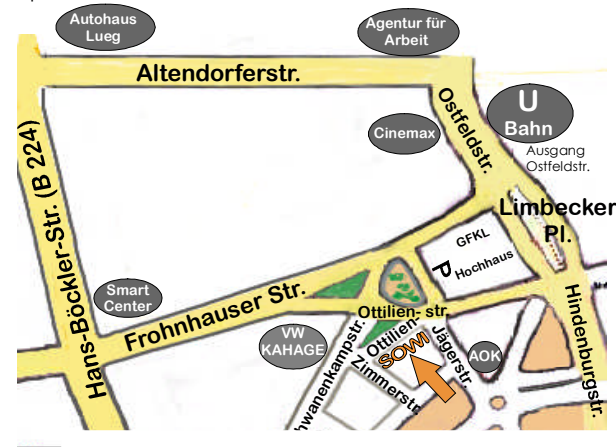 Autohaus
Lueg
Agentur für
Arbeit
Altendorferstr.
Ostfeldstr.
U
Bahn
Cinemax
Ausgang
Ostfeldstr.
Hans-Böckler-Str. (B 224)
Limbecker
Pl.
GFKL
P
Hochhaus
Smart
Center
Frohnhauser Str.
Ottilien- str.
VW
KAHAGE
hwanenkampstr.
Ottilien-
SOWI
Zimmerstr.
Jägerstr.
AOK
Hindenburgstr.